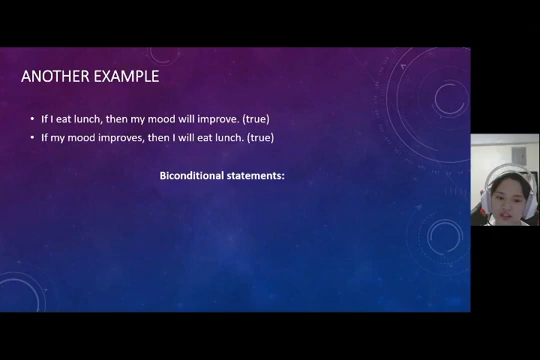 ANOTHER EXAMPLE
• If I eat lunch, then my mood will improve. (true)
• If my mood improves, then I will eat lunch. (true)
Biconditional statements: